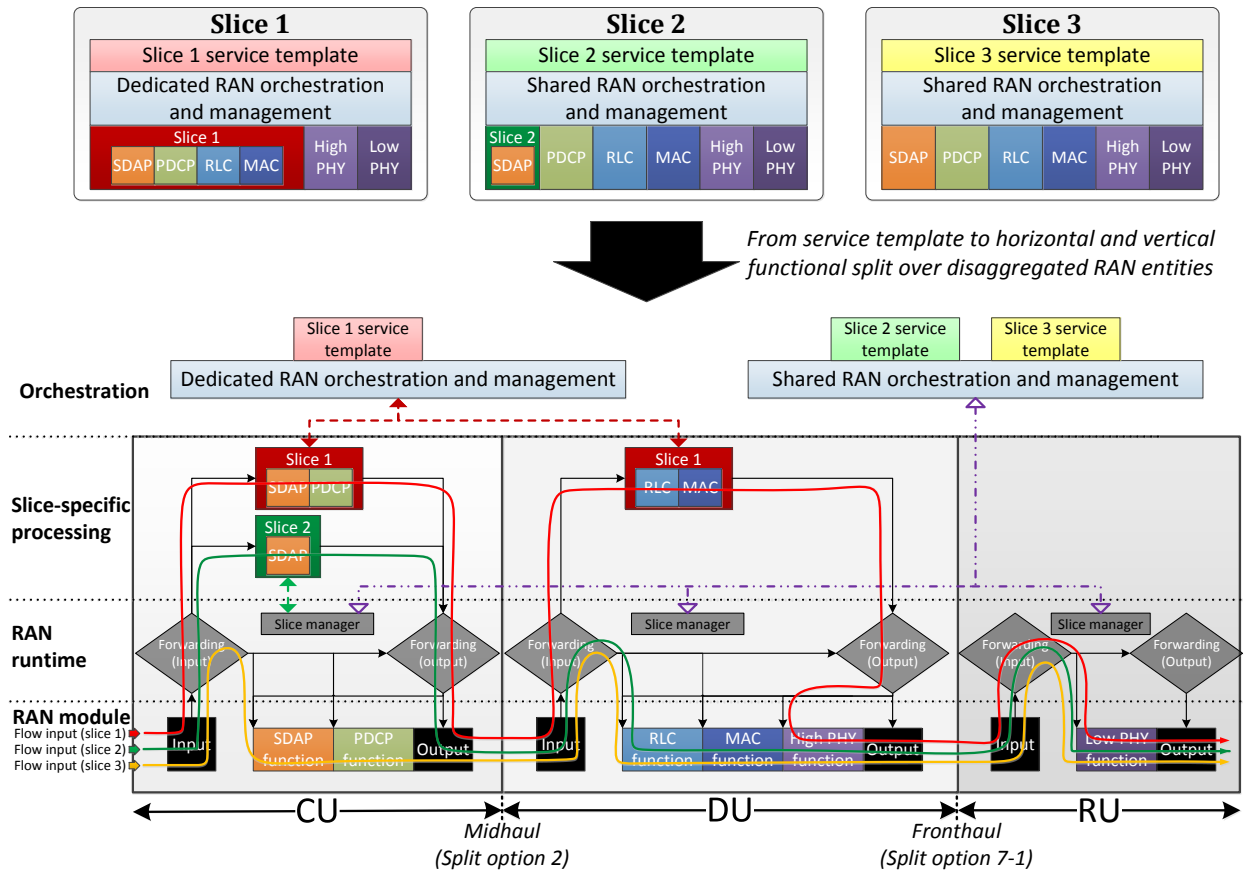 Slice 1
Slice 1 service template
Dedicated RAN orchestration
and management
Slice 1
SDAP PDCP RLC MAC
High
PHY
Low
PHY
Slice 2
Slice 2 service template
Shared RAN orchestration
and management
Slice 2
SDAP
PDCP RLC MAC
High
PHY
Low
PHY
Slice 3
Slice 3 service template
Shared RAN orchestration
and management
SDAP PDCP RLC MAC
High
PHY
Low
PHY
From service template to horizontal and vertical
functional split over disaggregated RAN entities
Orchestration
Slice 1 service
template
Dedicated RAN orchestration and management
Slice 2 service
template
Slice 3 service
template
Shared RAN orchestration and management
Slice-specific
processing
Slice 1
SDAP PDCP
Slice 2
SDAP
Slice 1
RLC MAC
RAN
runtime
Forwarding
(Input)
Slice manager
Forwarding
(output)
Forwarding
(Input)
Slice manager
Forwarding
(Output)
Forwarding
(Input)
Slice manager
Forwarding
(Output)
RAN module
Flow input (slice 1)
Flow input (slice 2)
Flow input (slice 3)
Input
SDAP
function
PDCP
function
Output
Input
RLC
function
MAC
function
High PHY
function
Output
Input
Low PHY
function
Output
CU
DU
RU
Midhaul
(Split option 2)
Fronthaul
(Split option 7-1)